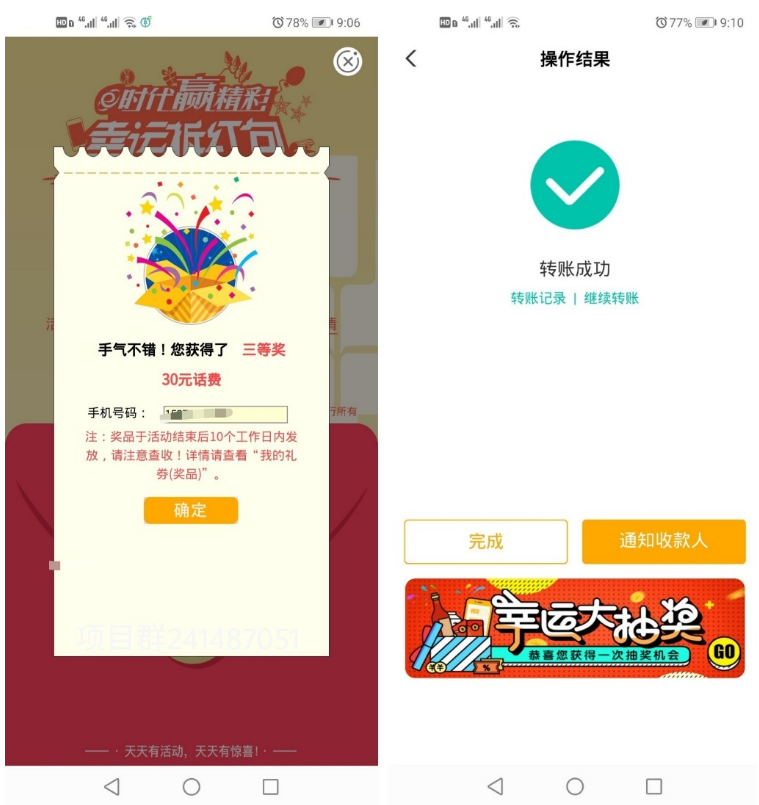 HD 4G 4G 78% 9:06
e时代赢精彩
幸运拆红包
手气不错！您获得了 三等奖
30元话费
手机号码：
注：奖品于活动结束后10个工作日内发
放，请注意查收！详情请查看“我的礼
券(奖品)”。
确定
项目群241487051
—— · 天天有活动，天天有惊喜! · ——
HD 4G 4G 77% 9:10
操作结果
转账成功
转账记录 | 继续转账
完成
通知收款人
幸运大抽奖
恭喜您获得一次抽奖机会
GO